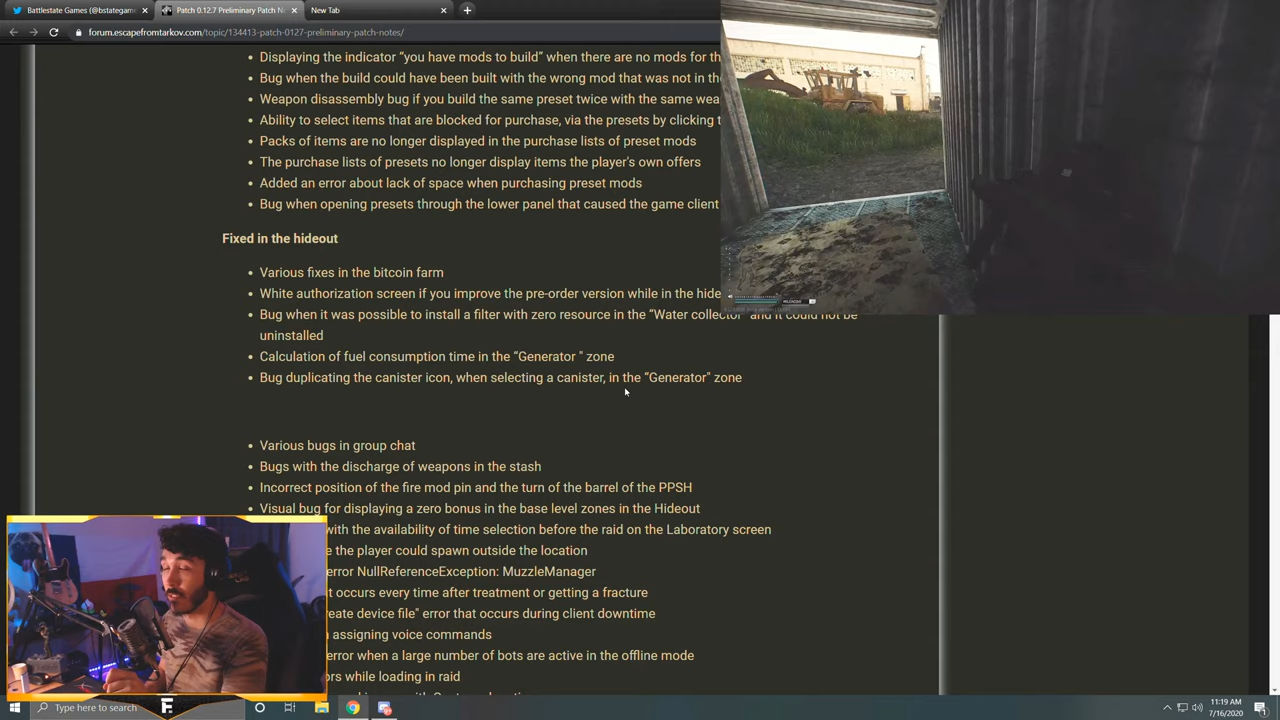 Battlestate Games (@bstategam
Patch 0.12.7 Preliminary Patch N
New Tab
forum.escapefromtarkov.com/topic/134413-patch-0127-preliminary-patch-notes/
Displaying the indicator “you have mods to build” when there are no mods for the
Bug when the build could have been built with the wrong mod that was not in the
Weapon disassembly bug if you build the same preset twice with the same wea
Ability to select items that are blocked for purchase, via the presets by clicking
Packs of items are no longer displayed in the purchase lists of preset mods
The purchase lists of presets no longer display items the player's own offers
Added an error about lack of space when purchasing preset mods
Bug when opening presets through the lower panel that caused the game client
Fixed in the hideout
Various fixes in the bitcoin farm
White authorization screen if you improve the pre-order version while in the hide
Bug when it was possible to install a filter with zero resource in the “Water collector” and it could not be
uninstalled
Calculation of fuel consumption time in the “Generator " zone
Bug duplicating the canister icon, when selecting a canister, in the “Generator" zone
Various bugs in group chat
Bugs with the discharge of weapons in the stash
Incorrect position of the fire mod pin and the turn of the barrel of the PPSH
Visual bug for displaying a zero bonus in the base level zones in the Hideout
with the availability of time selection before the raid on the Laboratory screen
e the player could spawn outside the location
error NullReferenceException: MuzzleManager
t occurs every time after treatment or getting a fracture
reate device file" error that occurs during client downtime
assigning voice commands
error when a large number of bots are active in the offline mode
ors while loading in raid
Type here to search
11:19 AM
7/16/2020